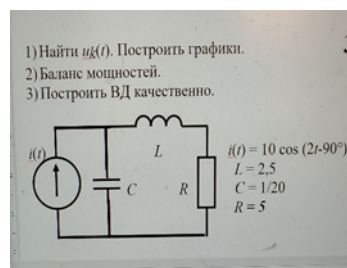 1) Найти uk(t). Построить графики.
2) Баланс мощностей.
3) Построить ВД качественно.
i(t)
L
C
R
i(t) = 10 cos (2t-90°)
L = 2,5
C = 1/20
R = 5